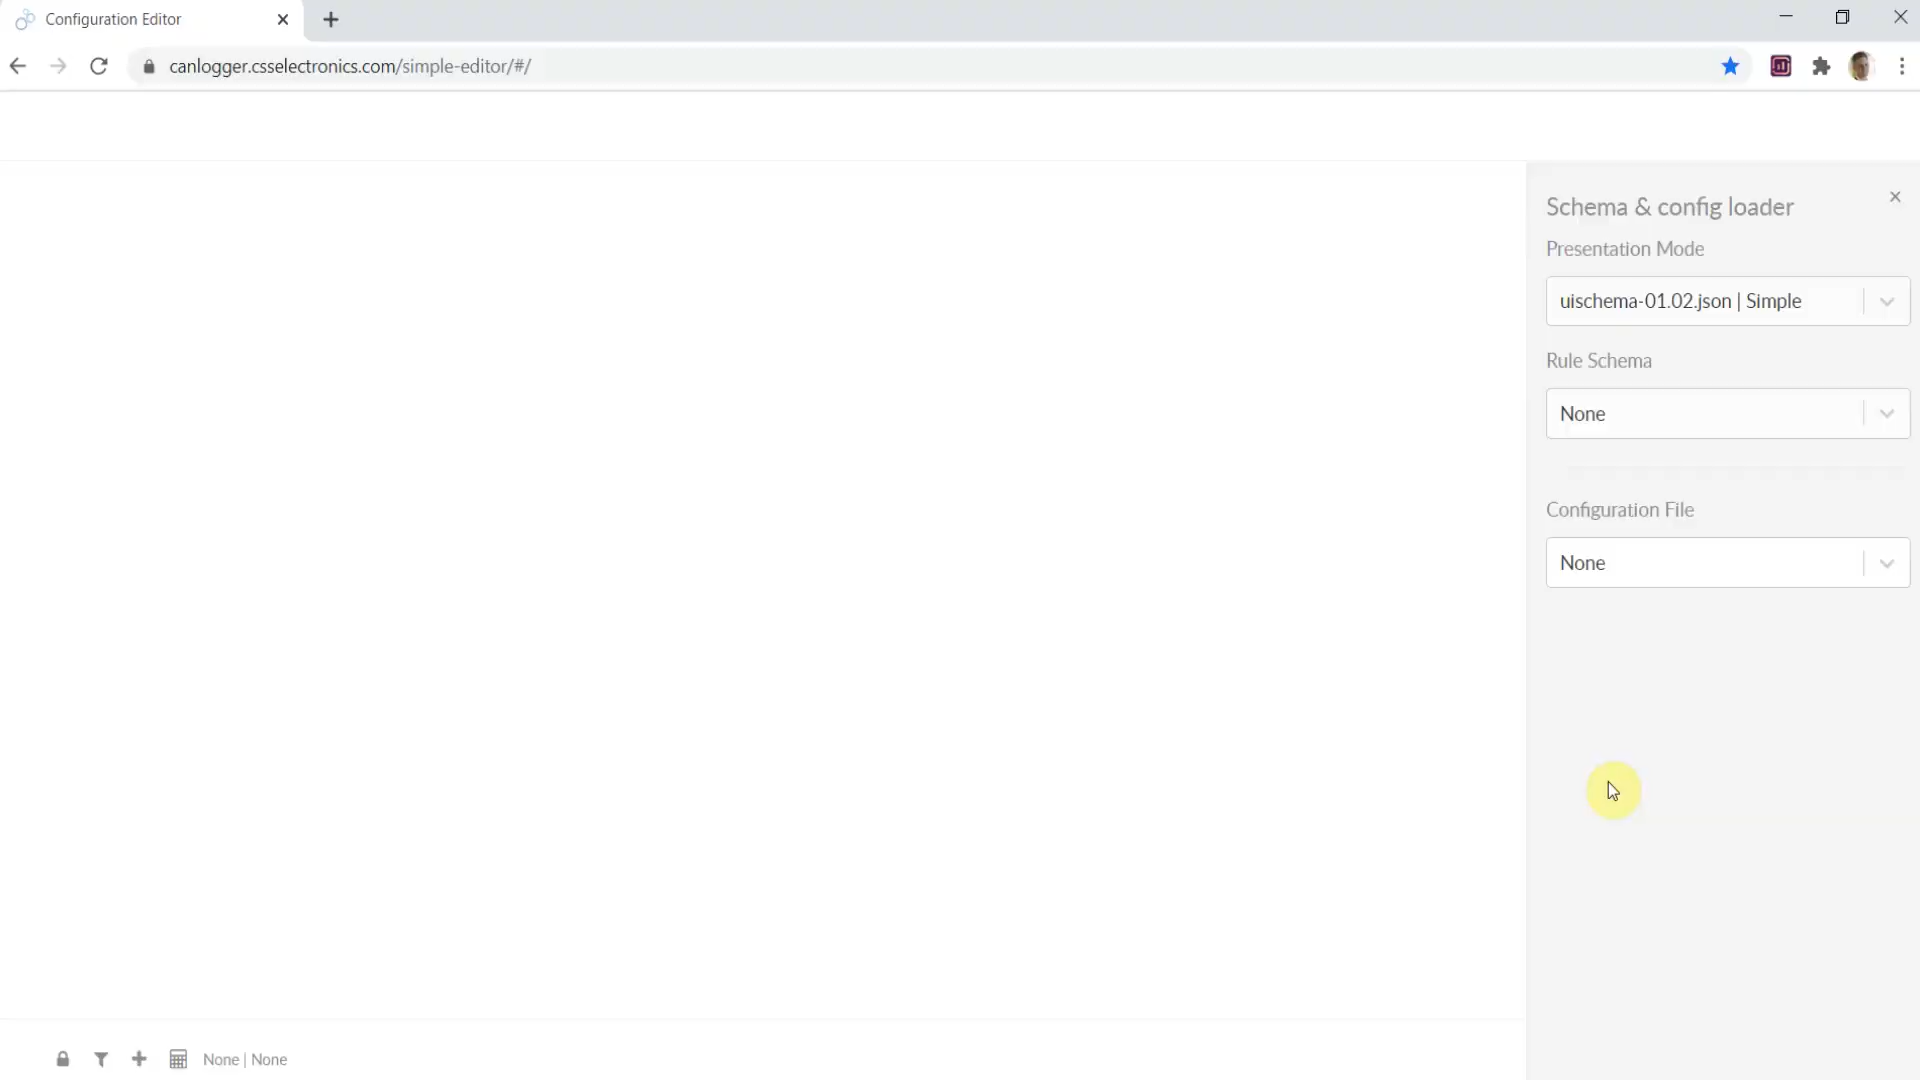 Configuration Editor
canlogger.csselectronics.com/simple-editor/#/
Schema & config loader
Presentation Mode
uischema-01.02.json | Simple
Rule Schema
None
Configuration File
None
None | None